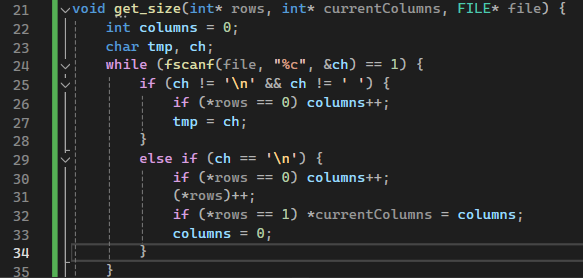 21 void get_size(int* rows, int* currentColumns, FILE* file) {
22 int columns = 0;
23 char tmp, ch;
24 while (fscanf(file, "%c", &ch) == 1) {
25 if (ch != '\n' && ch != ' ') {
26 if (*rows == 0) columns++;
27 tmp = ch;
28 }
29 else if (ch == '\n') {
30 if (*rows == 0) columns++;
31 (*rows)++;
32 if (*rows == 1) *currentColumns = columns;
33 columns = 0;
34 }
35 }